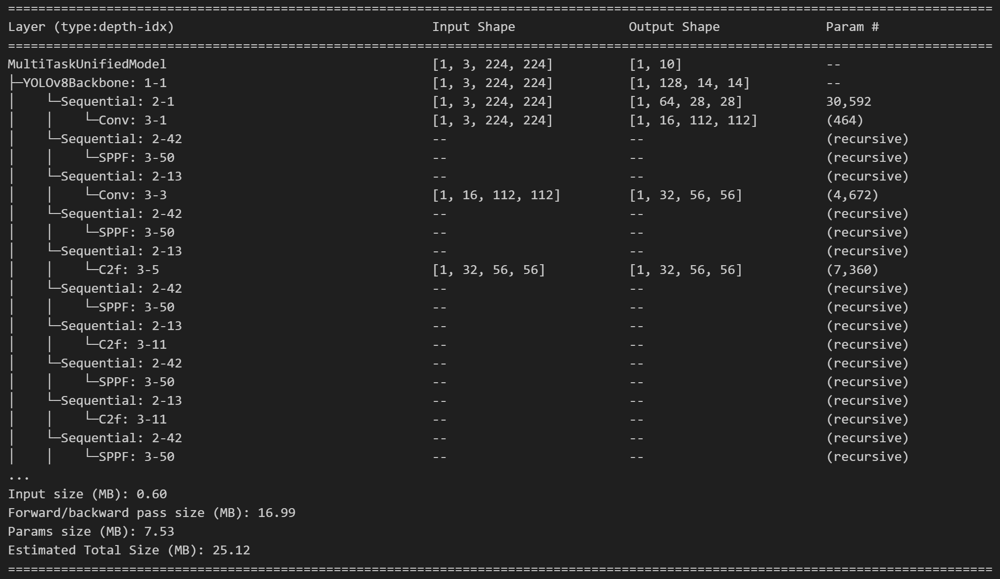 ==================================================================================================================================
Layer (type:depth-idx)                                  Input Shape               Output Shape              Param #
==================================================================================================================================
MultiTaskUnifiedModel                                   [1, 3, 224, 224]          [1, 10]                   --
├─YOLOv8Backbone: 1-1                                   [1, 3, 224, 224]          [1, 128, 14, 14]          --
│    └─Sequential: 2-1                                  [1, 3, 224, 224]          [1, 64, 28, 28]           30,592
│    │    └─Conv: 3-1                                   [1, 3, 224, 224]          [1, 16, 112, 112]         (464)
│    └─Sequential: 2-42                                 --                        --                        (recursive)
│    │    └─SPPF: 3-50                                  --                        --                        (recursive)
│    └─Sequential: 2-13                                 --                        --                        (recursive)
│    │    └─Conv: 3-3                                   [1, 16, 112, 112]         [1, 32, 56, 56]           (4,672)
│    └─Sequential: 2-42                                 --                        --                        (recursive)
│    │    └─SPPF: 3-50                                  --                        --                        (recursive)
│    └─Sequential: 2-13                                 --                        --                        (recursive)
│    │    └─C2f: 3-5                                    [1, 32, 56, 56]           [1, 32, 56, 56]           (7,360)
│    └─Sequential: 2-42                                 --                        --                        (recursive)
│    │    └─SPPF: 3-50                                  --                        --                        (recursive)
│    └─Sequential: 2-13                                 --                        --                        (recursive)
│    │    └─C2f: 3-11                                   --                        --                        (recursive)
│    └─Sequential: 2-42                                 --                        --                        (recursive)
│    │    └─SPPF: 3-50                                  --                        --                        (recursive)
│    └─Sequential: 2-13                                 --                        --                        (recursive)
│    │    └─C2f: 3-11                                   --                        --                        (recursive)
│    └─Sequential: 2-42                                 --                        --                        (recursive)
│    │    └─SPPF: 3-50                                  --                        --                        (recursive)
...
Input size (MB): 0.60
Forward/backward pass size (MB): 16.99
Params size (MB): 7.53
Estimated Total Size (MB): 25.12
==================================================================================================================================